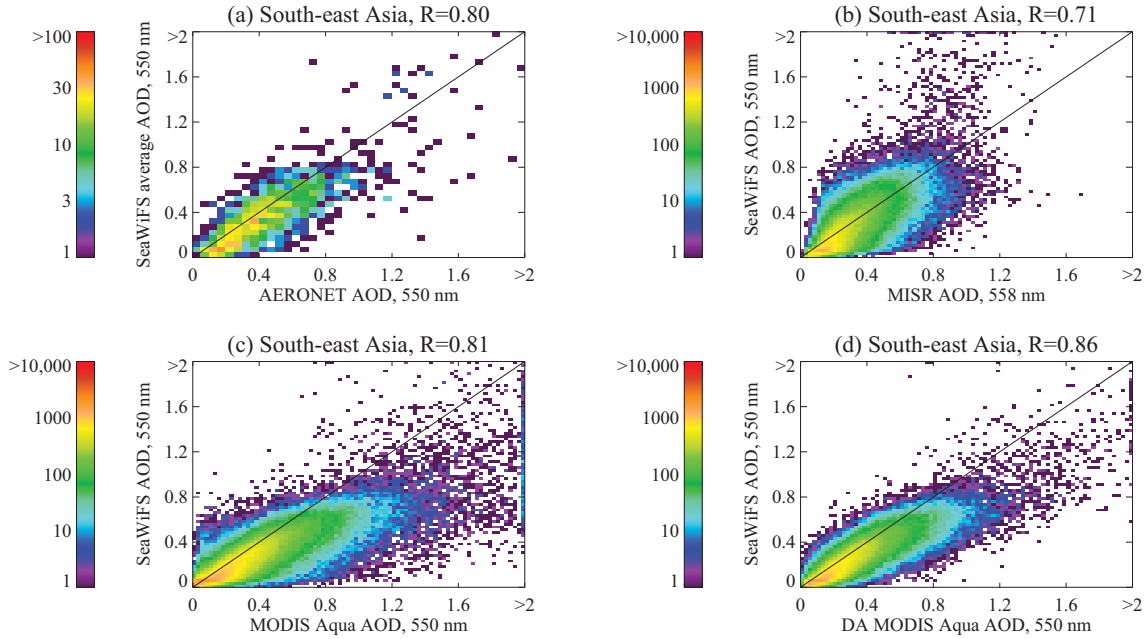 (a) South-east Asia, R=0.80
>100
30
10
3
1
SeaWiFS average AOD, 550 nm
>2
1.6
1.2
0.8
0.4
0
0 0.4 0.8 1.2 1.6 >2
AERONET AOD, 550 nm
(b) South-east Asia, R=0.71
>10,000
1000
100
10
1
SeaWiFS AOD, 550 nm
>2
1.6
1.2
0.8
0.4
0
0 0.4 0.8 1.2 1.6 >2
MISR AOD, 558 nm
(c) South-east Asia, R=0.81
>10,000
1000
100
10
1
SeaWiFS AOD, 550 nm
>2
1.6
1.2
0.8
0.4
0
0 0.4 0.8 1.2 1.6 >2
MODIS Aqua AOD, 550 nm
(d) South-east Asia, R=0.86
>10,000
1000
100
10
1
SeaWiFS AOD, 550 nm
>2
1.6
1.2
0.8
0.4
0
0 0.4 0.8 1.2 1.6 >2
DA MODIS Aqua AOD, 550 nm